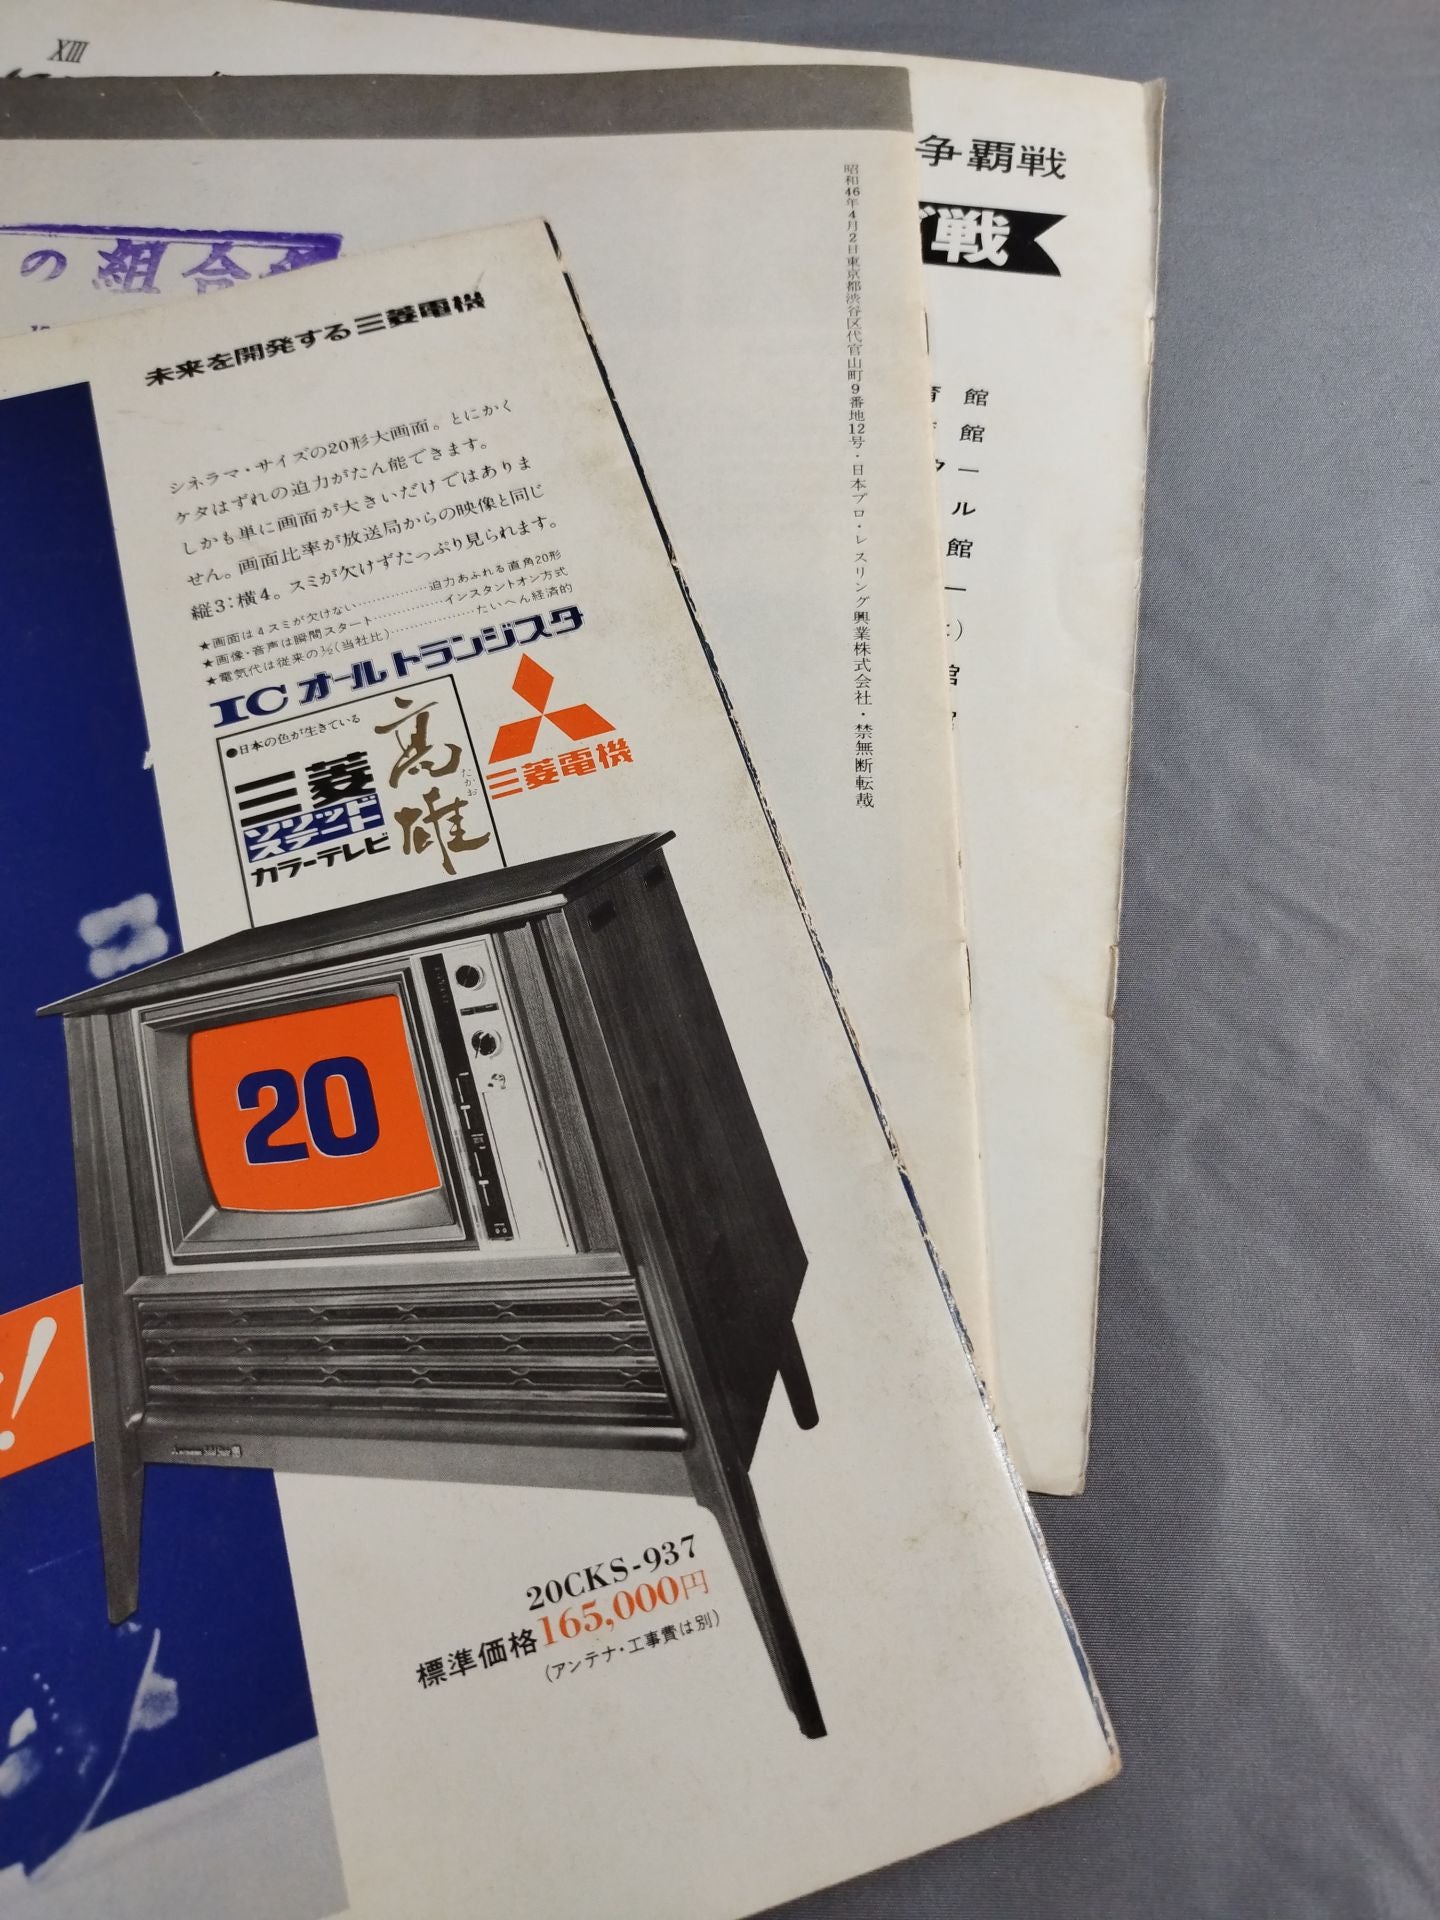 XIII
争覇戦
戦
の組合
昭和46年4月2日東京都渋谷区代官山町9番地12号・日本プロ・レスリング興業株式会社・禁無断転載
館
館
ル
館
未来を開発する三菱電機
シネラマ・サイズの20形大画面。とにかく
ケタはずれの迫力がたん能できます。
しかも単に画面が大きいだけではありま
せん。画面比率が放送局からの映像と同じ
縦3:横4。スミが欠けずたっぷり見られます。
★画面は4スミが欠けない……………迫力あふれる直角20形
★画像・音声は瞬間スタート……………インスタントオン方式
★電気代は従来の½(当社比)………………たいへん経済的
IC オールトランジスタ
●日本の色が生きている
三菱
ソリッド
ステート
カラーテレビ
高雄
たかお
三菱電機
20
!
20CKS-937
標準価格165,000円
(アンテナ・工事費は別)